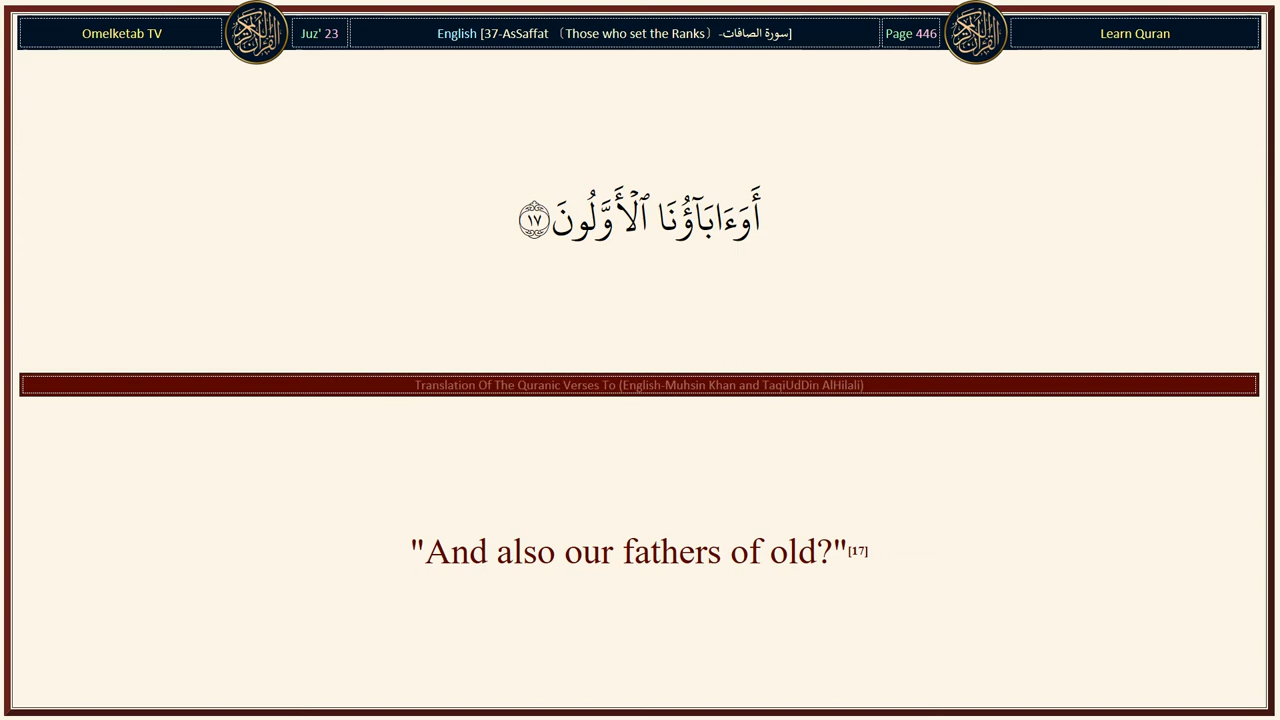 Omelketab TV
Juz' 23
English [37-AsSaffat 〔Those who set the Ranks〕-سورة الصافات]
Page 446
Learn Quran
أَوَءَابَآؤُنَا ٱلْأَوَّلُونَ ١٧
Translation Of The Quranic Verses To (English-Muhsin Khan and TaqiUdDin AlHilali)
"And also our fathers of old?"[17]